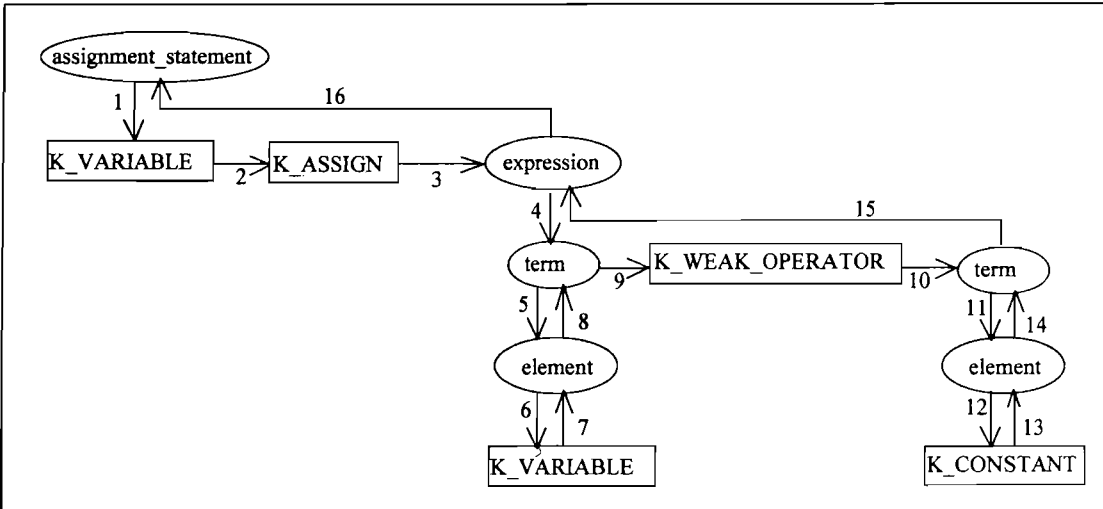 assignment_statement
1
16
K_VARIABLE
2
K_ASSIGN
3
expression
4
15
term
9
K_WEAK_OPERATOR
10
term
5
8
11
14
element
element
6
7
12
13
K_VARIABLE
K_CONSTANT